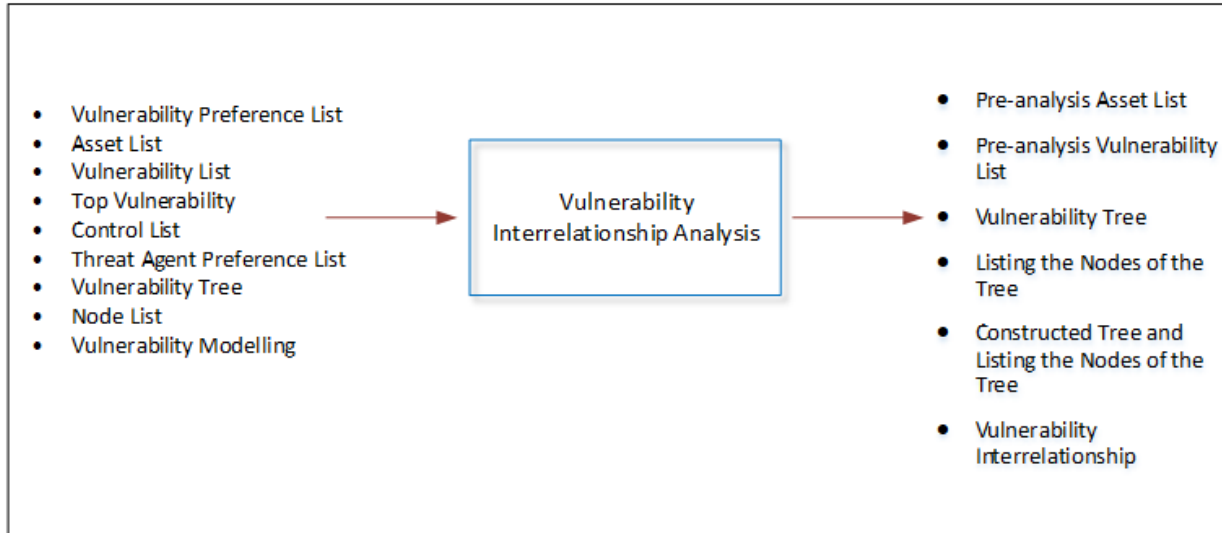 • Vulnerability Preference List
• Asset List
• Vulnerability List
• Top Vulnerability
• Control List
• Threat Agent Preference List
• Vulnerability Tree
• Node List
• Vulnerability Modelling
Vulnerability
Interrelationship Analysis
• Pre-analysis Asset List
• Pre-analysis Vulnerability
List
• Vulnerability Tree
• Listing the Nodes of the
Tree
• Constructed Tree and
Listing the Nodes of the
Tree
• Vulnerability
Interrelationship